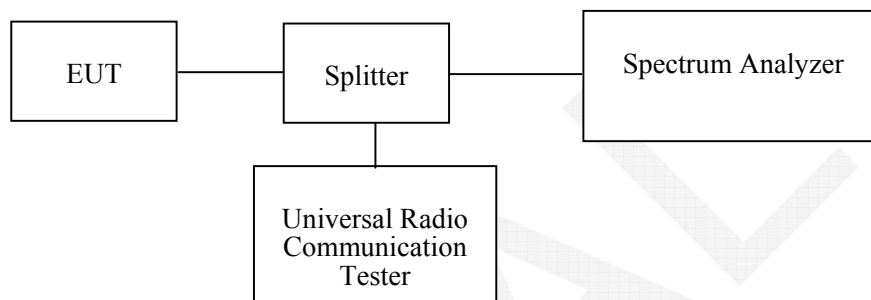 EUT
Splitter
Spectrum Analyzer
Universal Radio
Communication
Tester